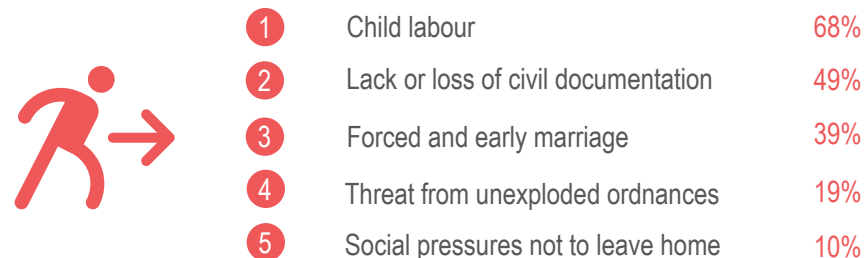 1 Child labour 68%
2 Lack or loss of civil documentation 49%
3 Forced and early marriage 39%
4 Threat from unexploded ordnances 19%
5 Social pressures not to leave home 10%